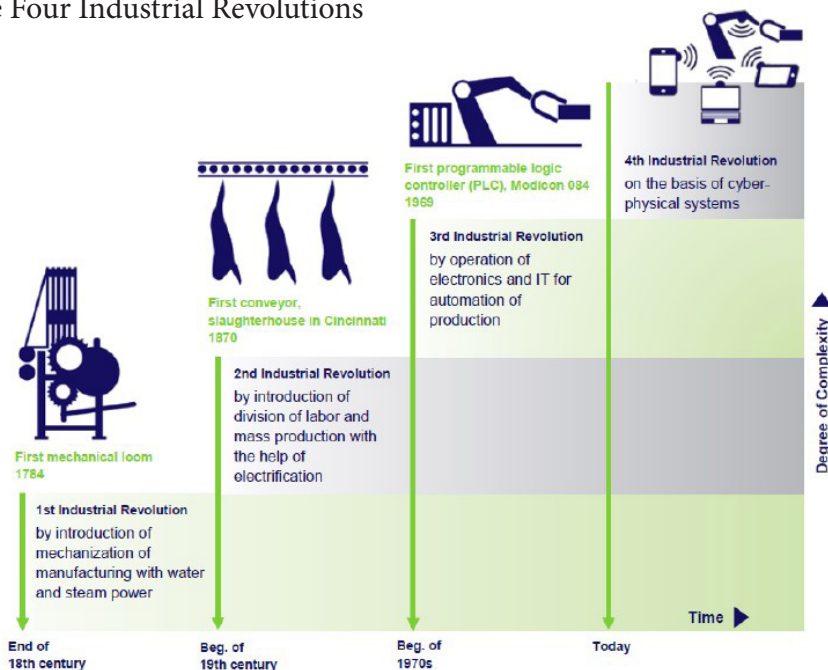 e Four Industrial Revolutions
4th Industrial Revolution
on the basis of cyber-
physical systems
First programmable logic
controller (PLC), Modicon 084
1969
3rd Industrial Revolution
by operation of
electronics and IT for
automation of
production
First conveyor,
slaughterhouse in Cincinnati
1870
2nd Industrial Revolution
by introduction of
division of labor and
mass production with
the help of
electrification
First mechanical loom
1784
1st Industrial Revolution
by introduction of
mechanization of
manufacturing with water
and steam power
Degree of Complexity
Time
End of
18th century
Beg. of
19th century
Beg. of
1970s
Today